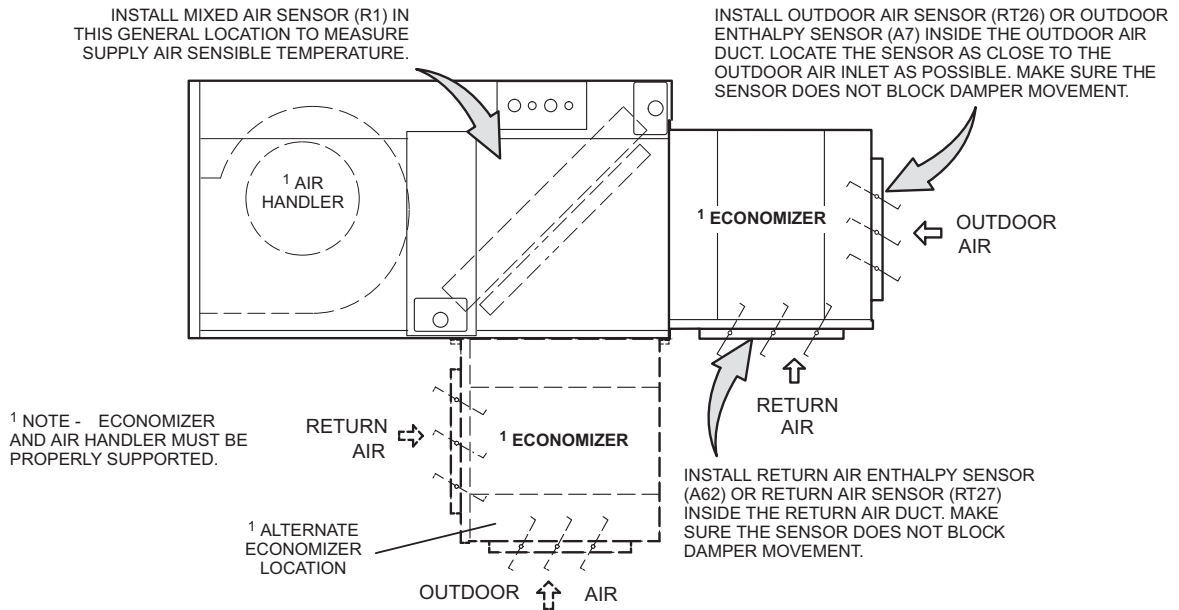 INSTALL MIXED AIR SENSOR (R1) IN
THIS GENERAL LOCATION TO MEASURE
SUPPLY AIR SENSIBLE TEMPERATURE.
INSTALL OUTDOOR AIR SENSOR (RT26) OR OUTDOOR
ENTHALPY SENSOR (A7) INSIDE THE OUTDOOR AIR
DUCT. LOCATE THE SENSOR AS CLOSE TO THE
OUTDOOR AIR INLET AS POSSIBLE. MAKE SURE THE
SENSOR DOES NOT BLOCK DAMPER MOVEMENT.
1 AIR
HANDLER
1 ECONOMIZER
OUTDOOR
AIR
RETURN
AIR
1 NOTE - ECONOMIZER
AND AIR HANDLER MUST BE
PROPERLY SUPPORTED.
RETURN
AIR
1 ECONOMIZER
INSTALL RETURN AIR ENTHALPY SENSOR
(A62) OR RETURN AIR SENSOR (RT27)
INSIDE THE RETURN AIR DUCT. MAKE
SURE THE SENSOR DOES NOT BLOCK
DAMPER MOVEMENT.
1 ALTERNATE
ECONOMIZER
LOCATION
OUTDOOR AIR